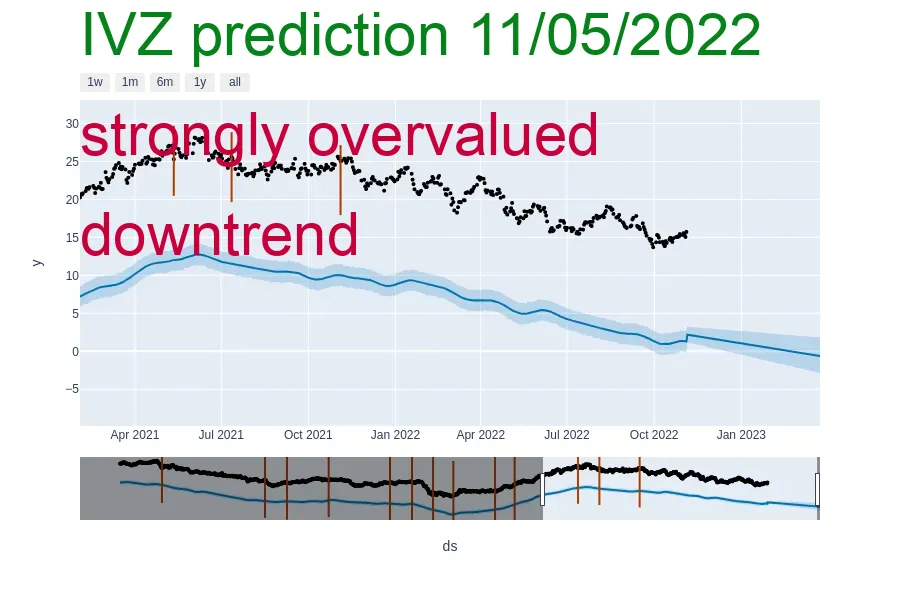 IVZ prediction 11/05/2022
1w 1m 6m 1y all
strongly overvalued
downtrend
30
25
20
15
10
5
0
−5
y
Apr 2021 Jul 2021 Oct 2021 Jan 2022 Apr 2022 Jul 2022 Oct 2022 Jan 2023
ds